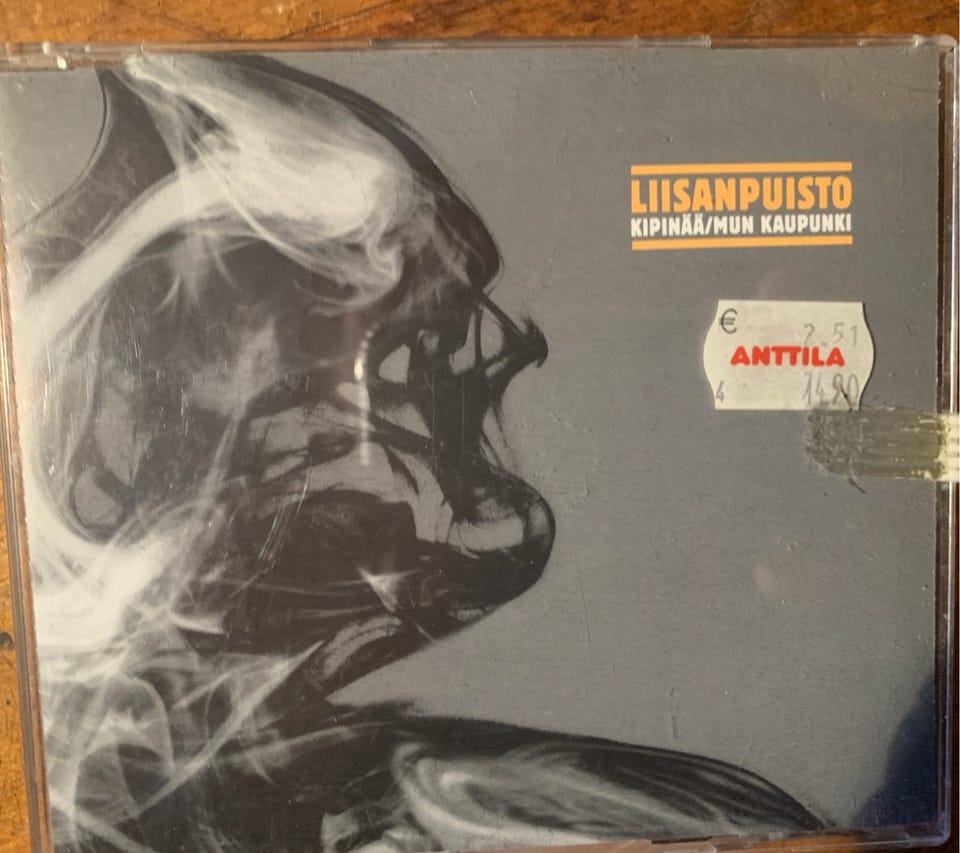 LIISANPUISTO
KIPINÄÄ/MUN KAUPUNKI
€ 2.51
ANTTILA
4 14.90